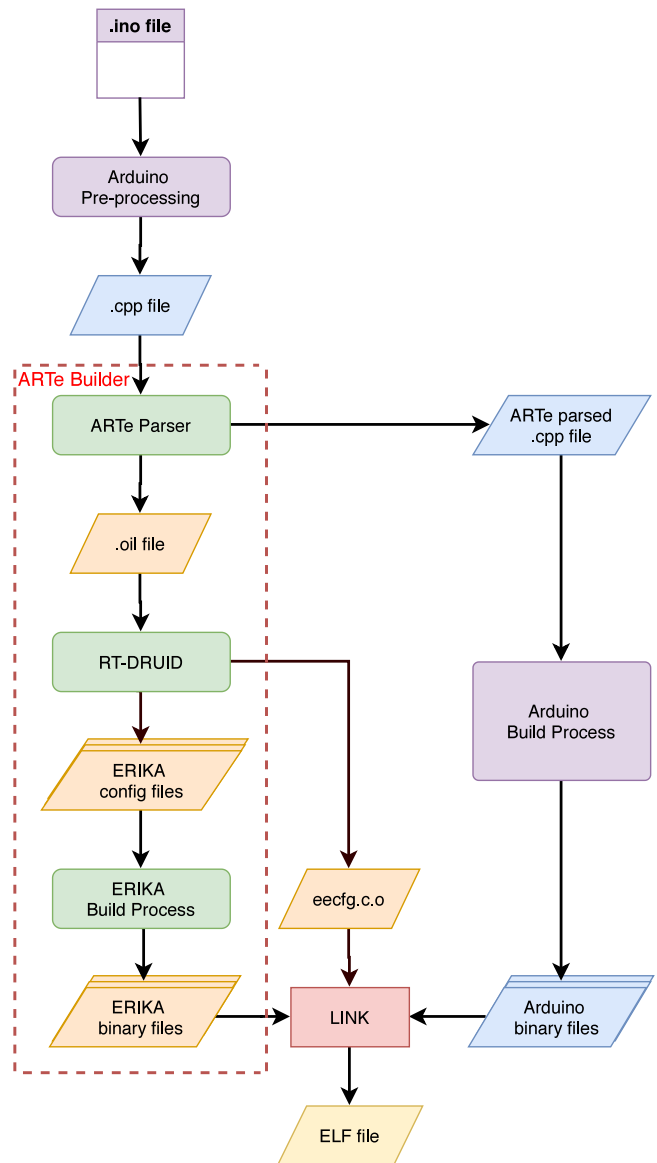 .ino file
Arduino
Pre-processing
.cpp file
ARTe Builder
ARTe Parser
ARTe parsed
.cpp file
.oil file
RT-DRUID
Arduino
Build Process
ERIKA
config files
ERIKA
Build Process
eecfg.c.o
ERIKA
binary files
LINK
Arduino
binary files
ELF file